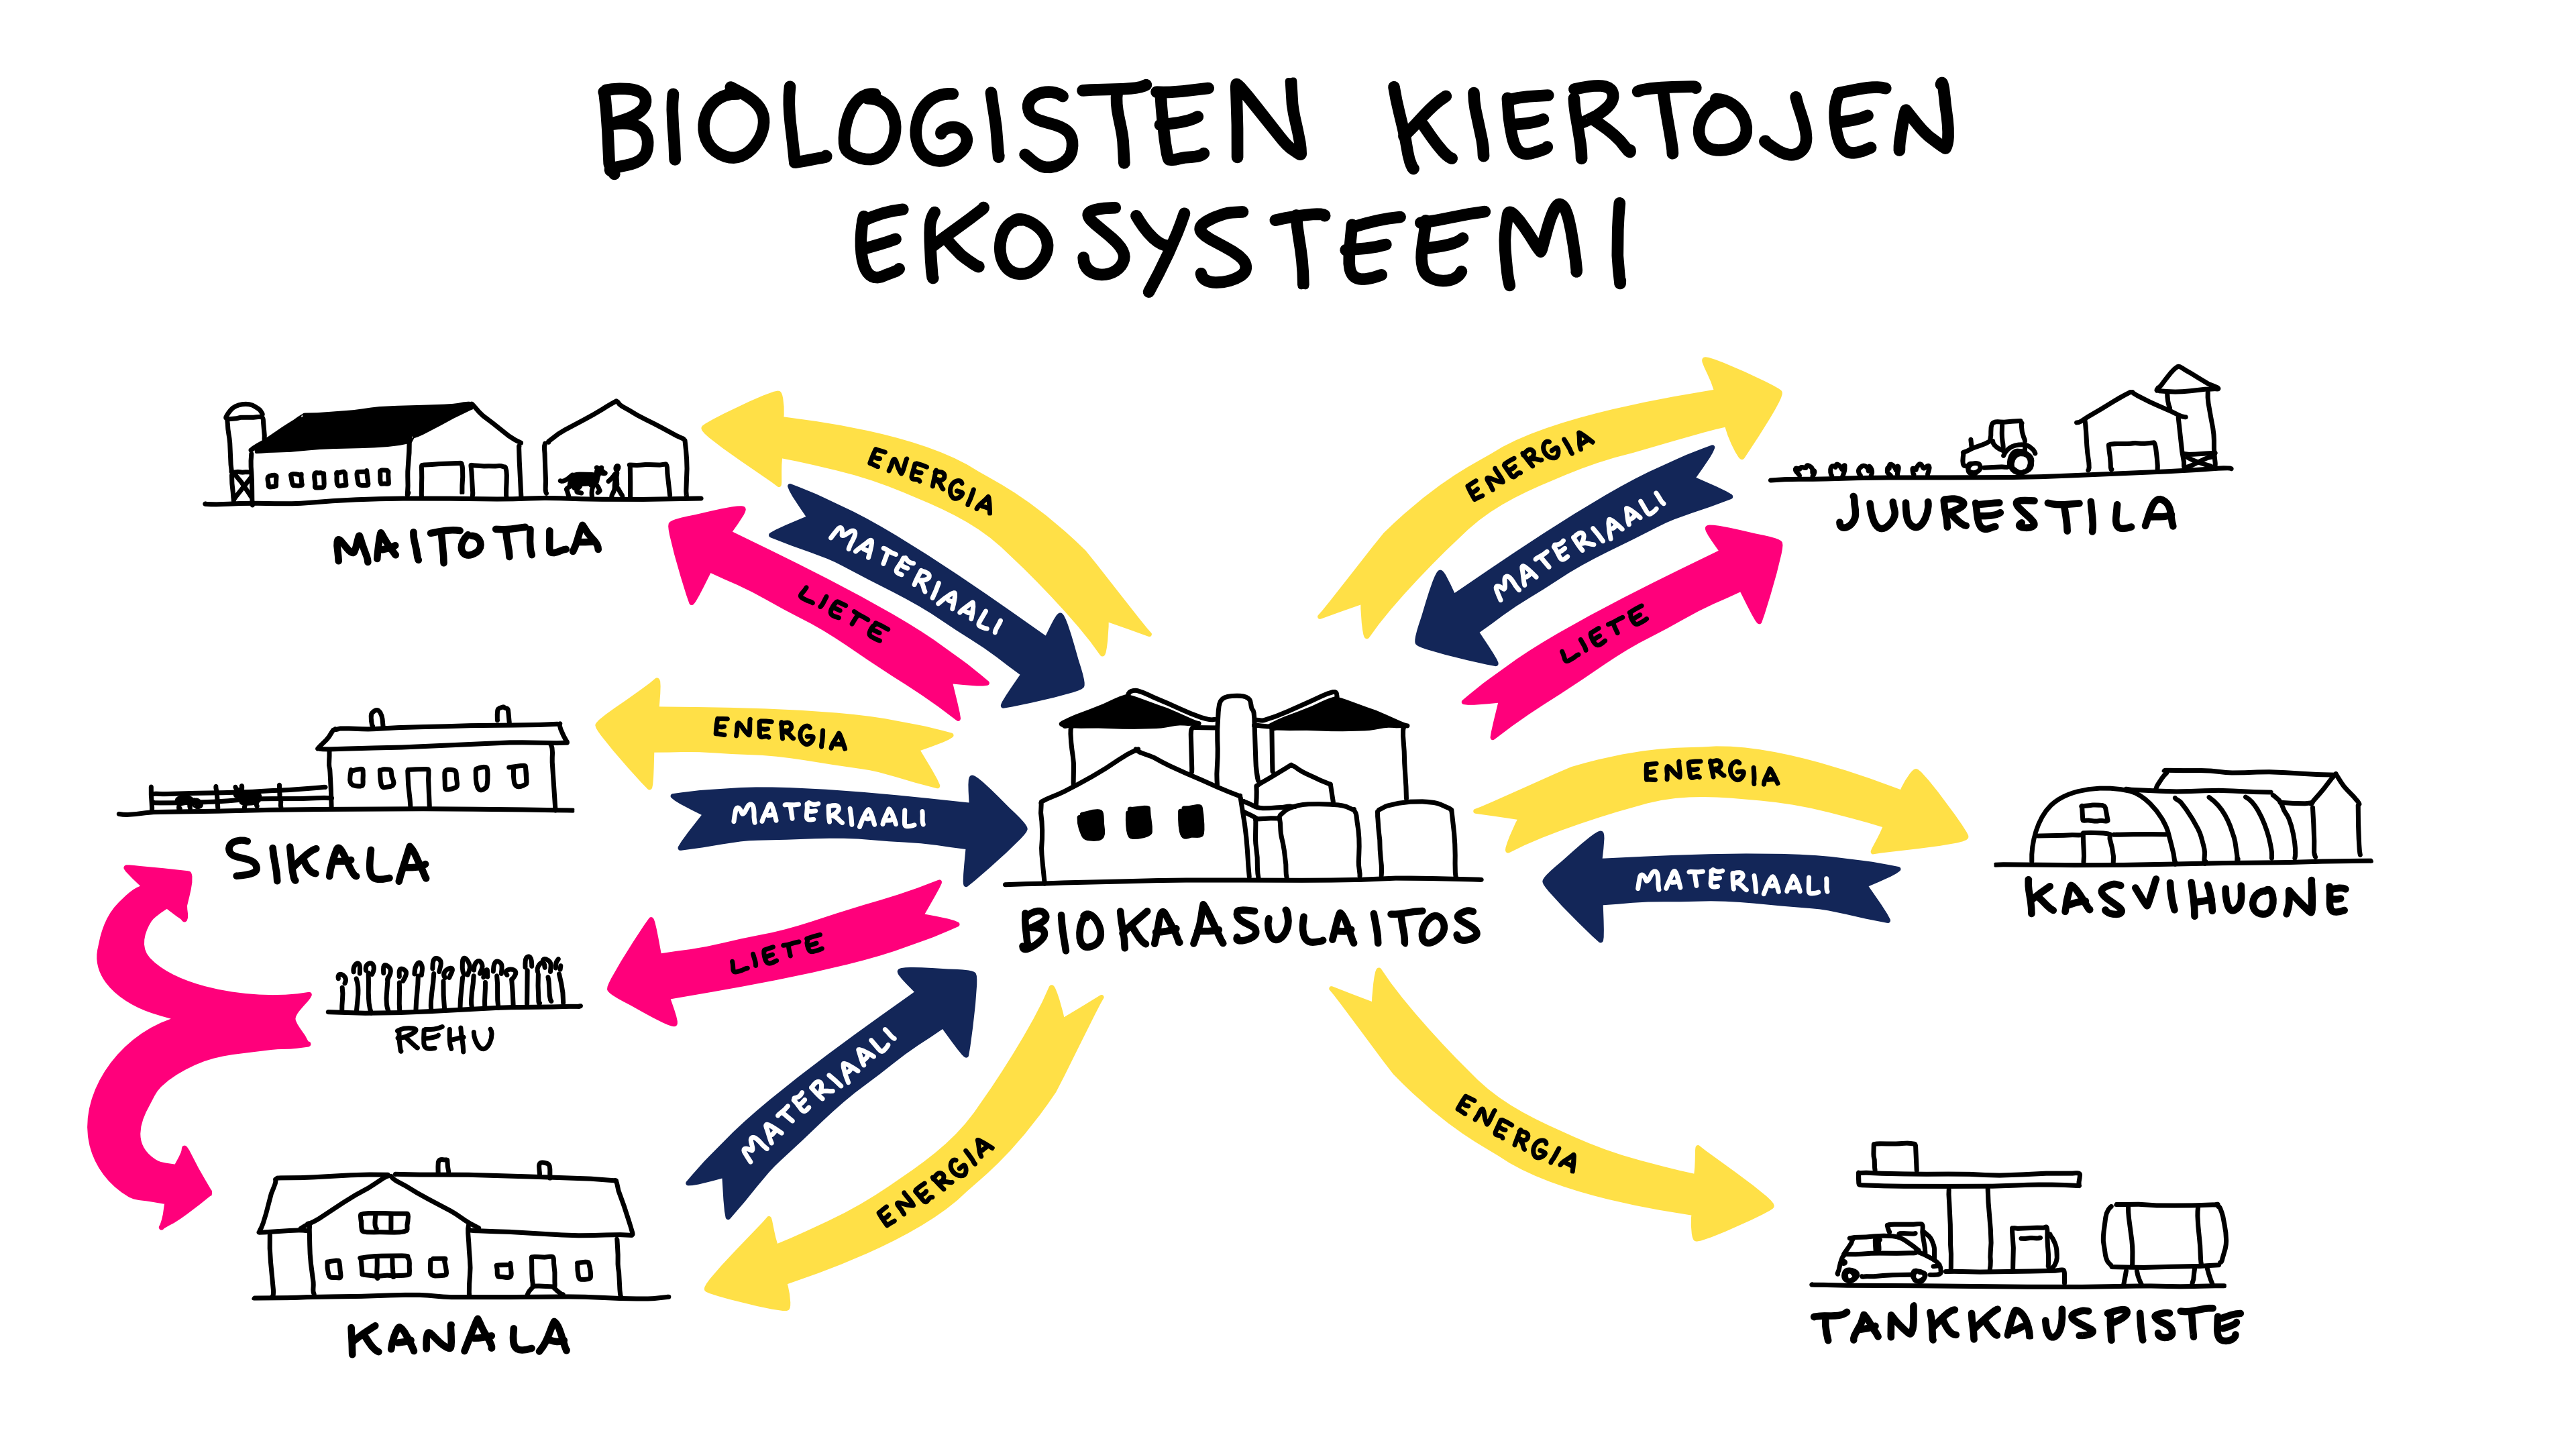 BIOLOGISTEN KIERTOJEN
EKOSYSTEEMI
ENERGIA
MATERIAALI
LIETE
MAITOTILA
ENERGIA
MATERIAALI
LIETE
JUURESTILA
ENERGIA
MATERIAALI
SIKALA
LIETE
REHU
MATERIAALI
ENERGIA
KANALA
BIOKAASULAITOS
ENERGIA
MATERIAALI
KASVIHUONE
ENERGIA
TANKKAUSPISTE